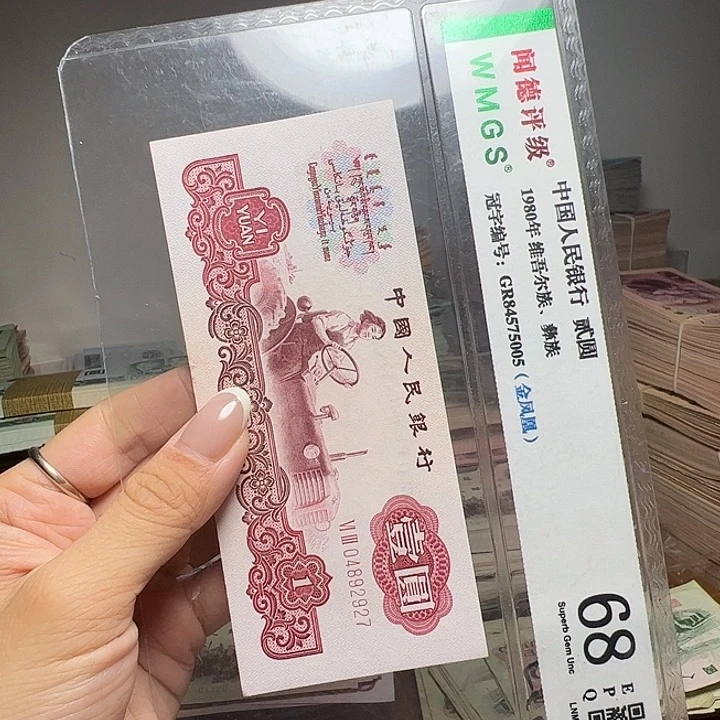 闻德评级®
WMGS®
中国人民银行 贰圆
1980年 维吾尔族、彝族
冠字编号：GR84575005（金凤凰）
68
Superb Gem Unc
E
P
Q
YI
YUAN
中國人民銀行
壹圓
Ⅵ Ⅲ 04892927
1